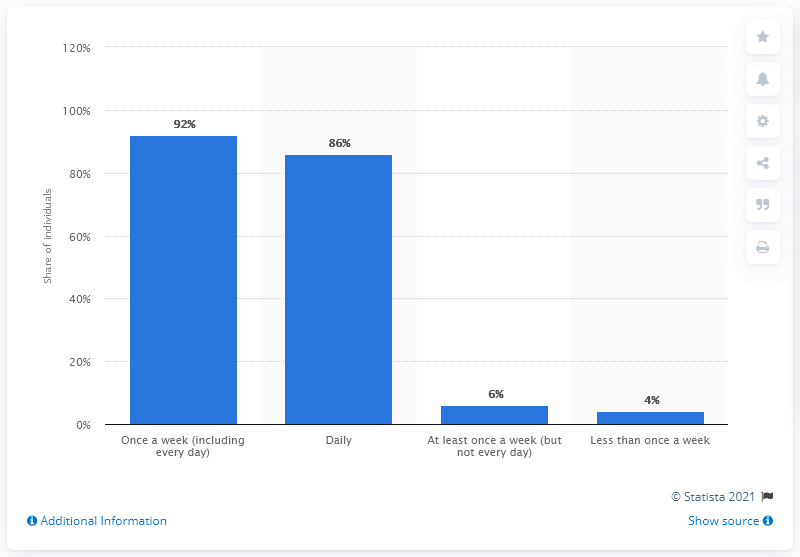 120%
100%
80%
60%
40%
20%
0%
Share of individuals
92%
86%
6%
4%
Once a week (including
every day)
Daily
At least once a week (but
not every day)
Less than once a week
© Statista 2021
Additional Information
Show source